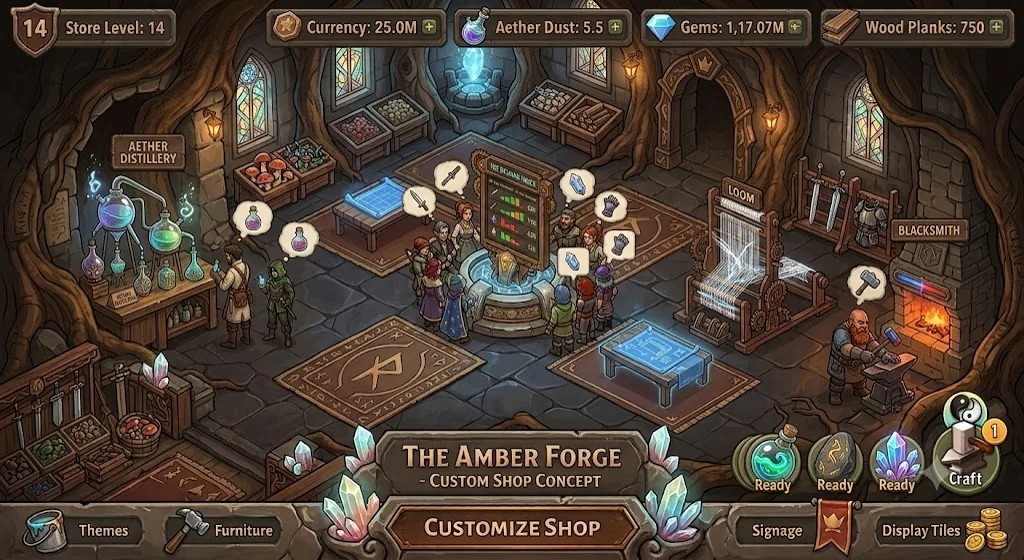 14
Store Level: 14
Currency: 25.0M
Aether Dust: 5.5
Gems: 1,17.07M
Wood Planks: 750
AETHER
DISTILLERY
LOOM
BLACKSMITH
THE AMBER FORGE
- CUSTOM SHOP CONCEPT
CUSTOMIZE SHOP
Ready
Ready
Ready
1
Craft
Themes
Furniture
Signage
Display Tiles